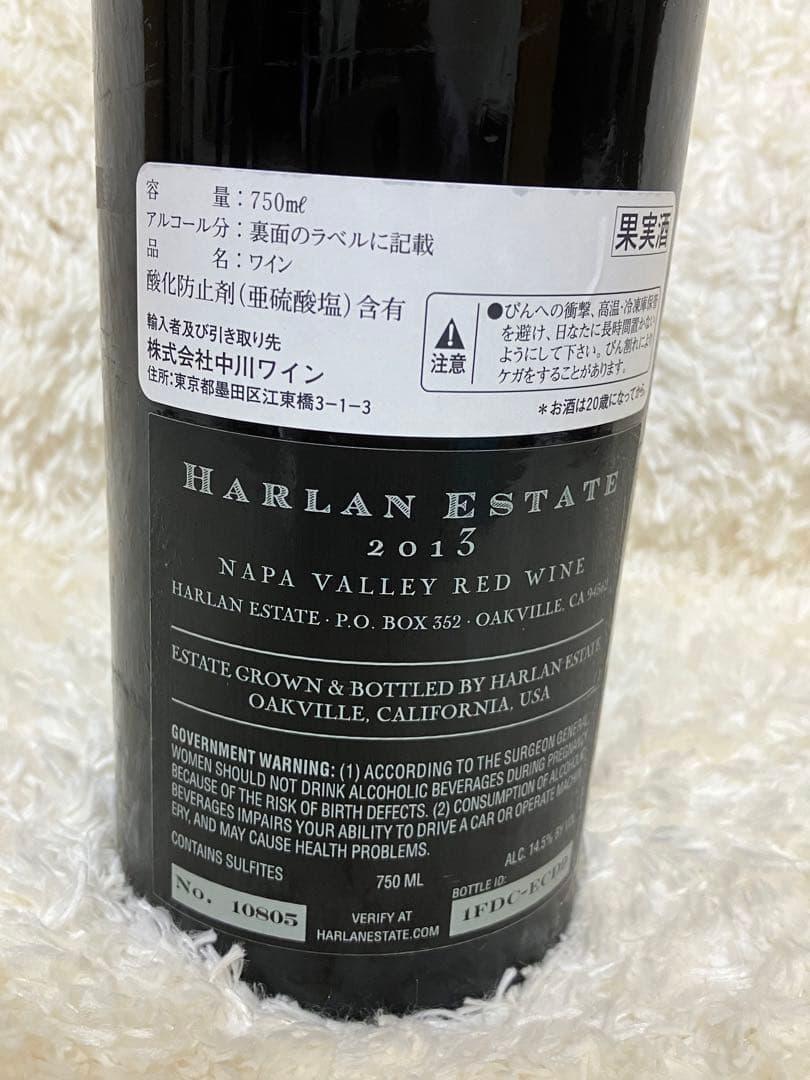 容 量：750㎖
アルコール分：裏面のラベルに記載
品 名：ワイン
酸化防止剤（亜硫酸塩）含有
輸入者及び引き取り先
株式会社中川ワイン
住所：東京都墨田区江東橋3−1−3
果実酒
注意
●びんへの衝撃、高温・冷凍庫保管
を避け、日なたに長時間置かない
ようにして下さい。びん割れにより
ケガをすることがあります。
＊お酒は20歳になってから
HARLAN ESTATE
2013
NAPA VALLEY RED WINE
HARLAN ESTATE · P.O. BOX 352 · OAKVILLE, CA
ESTATE GROWN & BOTTLED BY HARLAN ESTATE
OAKVILLE, CALIFORNIA, USA
GOVERNMENT WARNING: (1) ACCORDING TO THE SURGEON GENERAL,
WOMEN SHOULD NOT DRINK ALCOHOLIC BEVERAGES DURING PREGNANCY
BECAUSE OF THE RISK OF BIRTH DEFECTS. (2) CONSUMPTION OF ALCOHOLIC
BEVERAGES IMPAIRS YOUR ABILITY TO DRIVE A CAR OR OPERATE MACHIN-
ERY, AND MAY CAUSE HEALTH PROBLEMS.
CONTAINS SULFITES
750 ML
ALC. 14.5% BY VOL
No. 10805
VERIFY AT
HARLANESTATE.COM
BOTTLE ID: